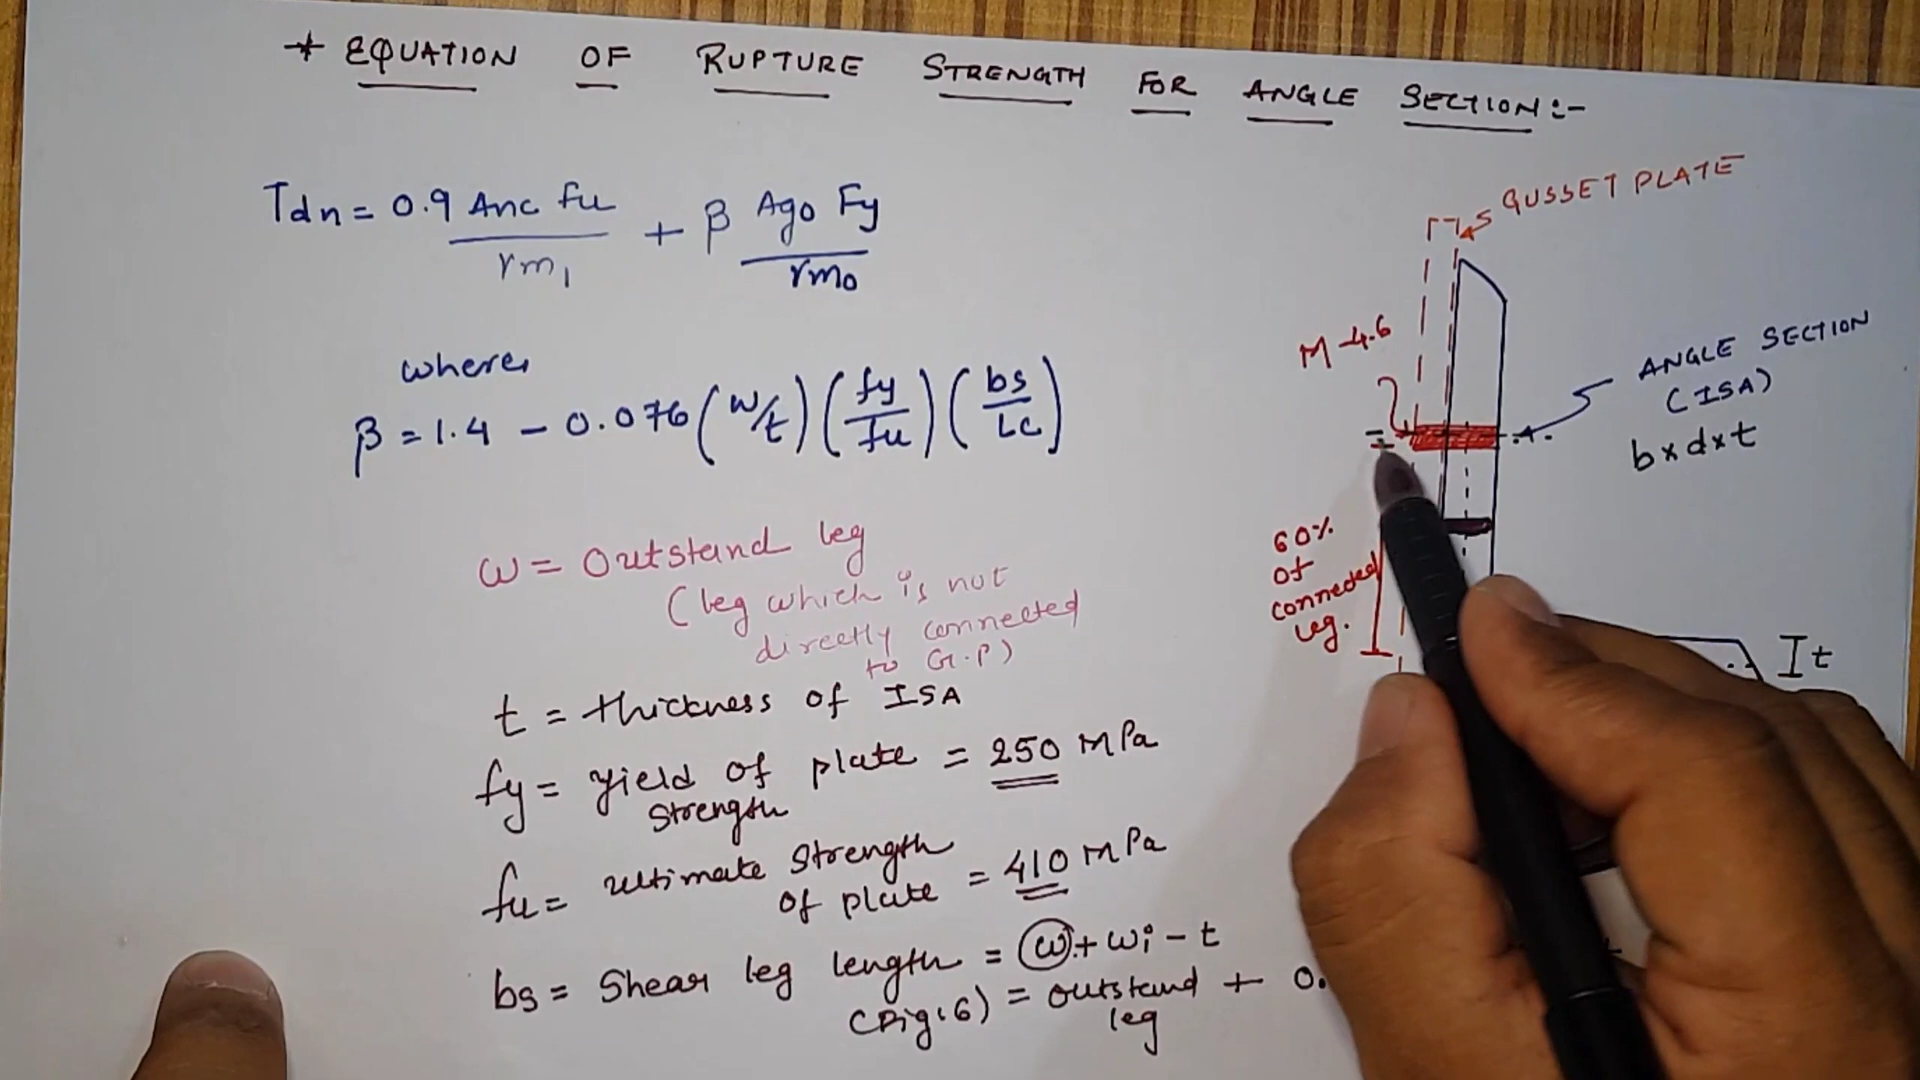 * EQUATION OF RUPTURE STRENGTH FOR ANGLE SECTION :-
Tdn = 0.9 Anc fu / γm1 + β Ago Fy / γm0
where,
β = 1.4 - 0.076 (w/t) (fy/fu) (bs/Lc)
w = Outstand leg
(leg which is not
directly connected
to G.P)
t = thickness of ISA
fy = yield of plate = 250 MPa
strength
fu = ultimate strength
of plate = 410 MPa
bs = Shear leg length = w + wi - t
(Fig. 6) = outstand + 0.
leg
GUSSET PLATE
M-4.6
ANGLE SECTION
(ISA)
b x d x t
60%
of
connected
leg.
t